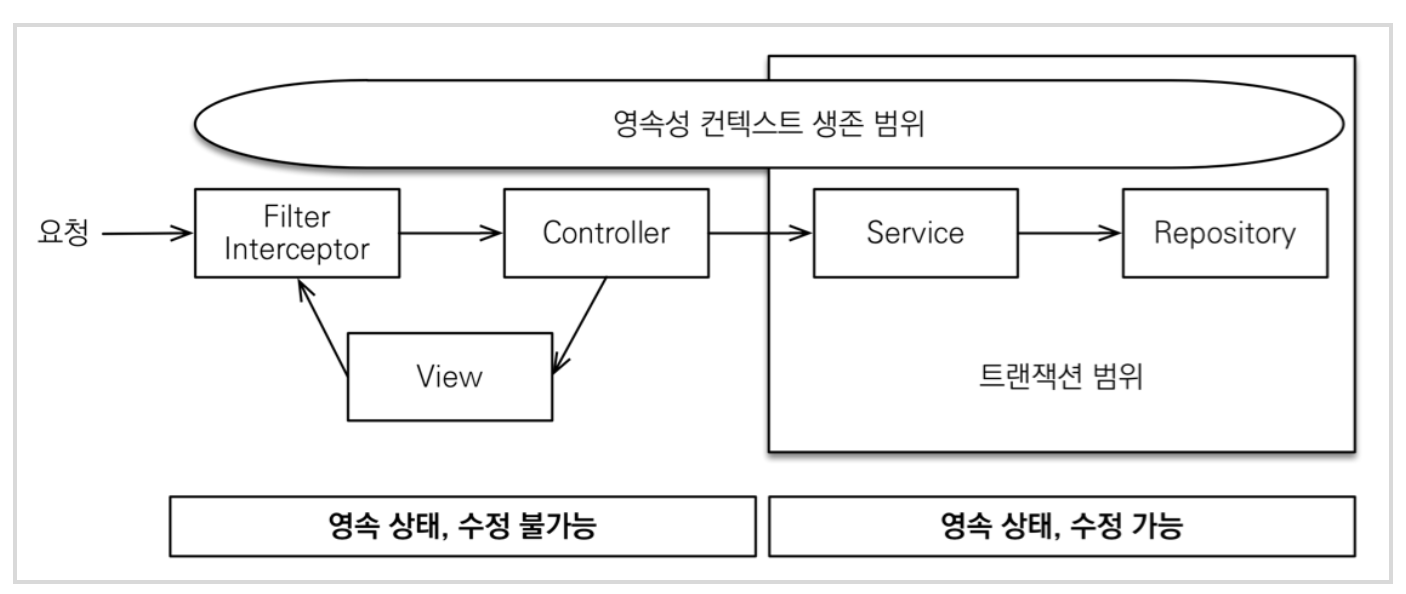 영속성 컨텍스트 생존 범위
요청
Filter
Interceptor
Controller
Service
Repository
View
트랜잭션 범위
영속 상태, 수정 불가능
영속 상태, 수정 가능